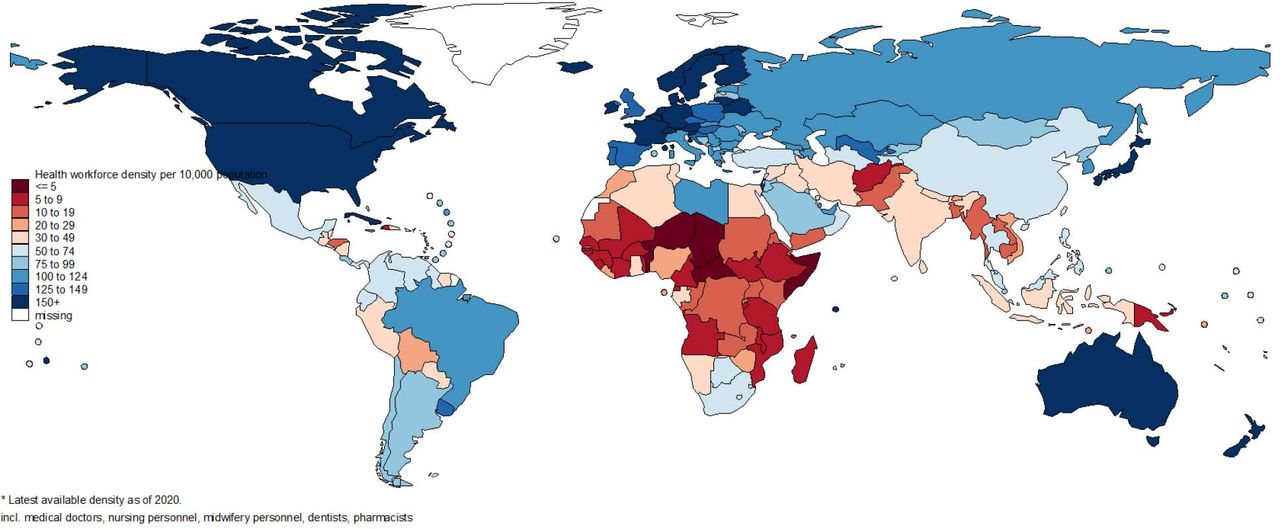 Health workforce density per 10,000 population
<= 5
5 to 9
10 to 19
20 to 29
30 to 49
50 to 74
75 to 99
100 to 124
125 to 149
150+
missing
* Latest available density as of 2020.
incl. medical doctors, nursing personnel, midwifery personnel, dentists, pharmacists